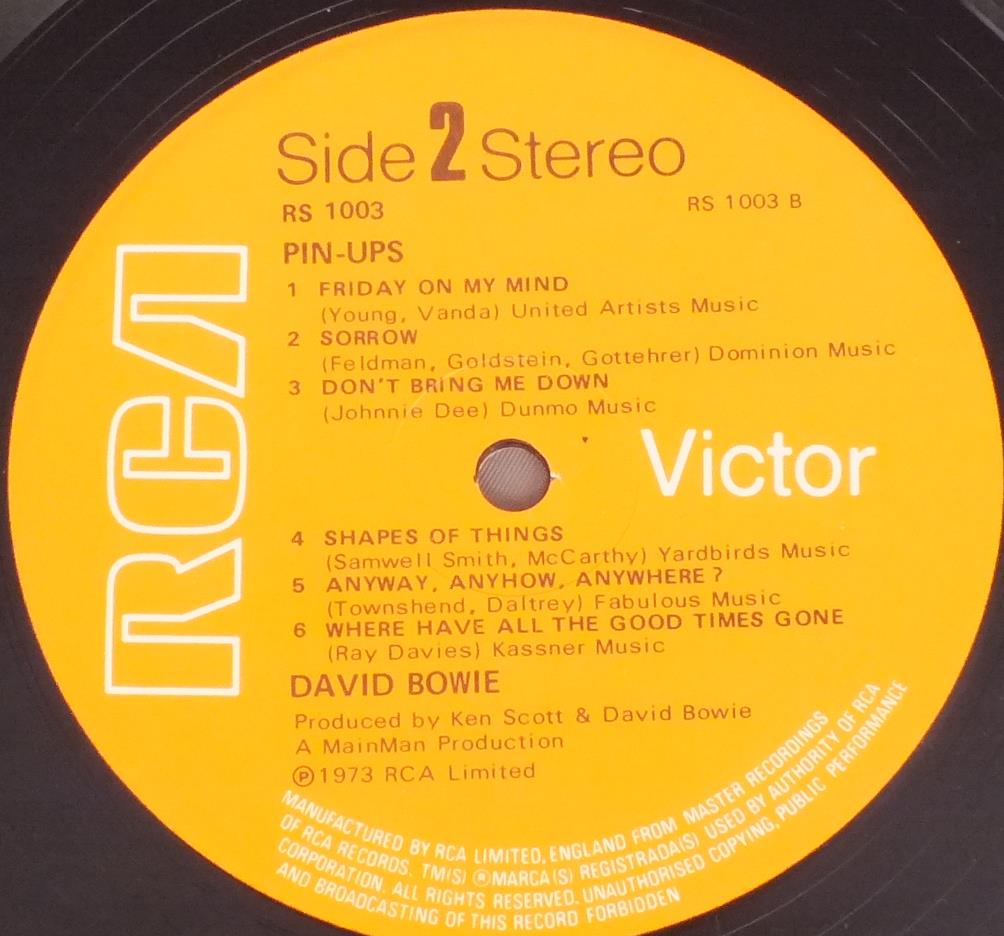 Side 2 Stereo
RS 1003
RS 1003 B
PIN-UPS
1 FRIDAY ON MY MIND
(Young, Vanda) United Artists Music
2 SORROW
(Feldman, Goldstein, Gottehrer) Dominion Music
3 DON'T BRING ME DOWN
(Johnnie Dee) Dunmo Music
RCA
Victor
4 SHAPES OF THINGS
(Samwell Smith, McCarthy) Yardbirds Music
5 ANYWAY, ANYHOW, ANYWHERE?
(Townshend, Daltrey) Fabulous Music
6 WHERE HAVE ALL THE GOOD TIMES GONE
(Ray Davies) Kassner Music
DAVID BOWIE
Produced by Ken Scott & David Bowie
A MainMan Production
℗1973 RCA Limited
MANUFACTURED BY RCA LIMITED, ENGLAND FROM MASTER RECORDINGS
OF RCA RECORDS. TM(S) ®MARCA(S) REGISTRADA(S) USED BY AUTHORITY OF RCA
CORPORATION. ALL RIGHTS RESERVED. UNAUTHORISED COPYING, PUBLIC PERFORMANCE
AND BROADCASTING OF THIS RECORD FORBIDDEN